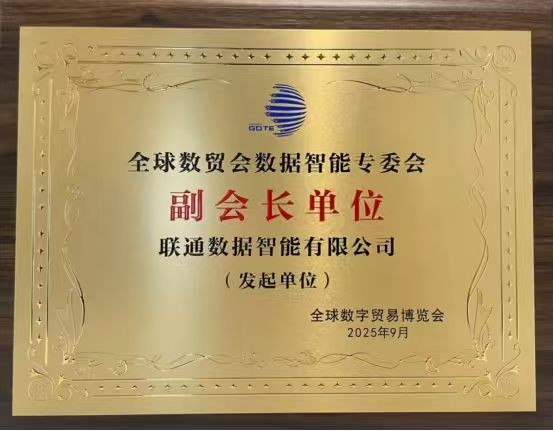 GDTE
全球数贸会数据智能专委会
副会长单位
联通数据智能有限公司
（发起单位）
全球数字贸易博览会
2025年9月